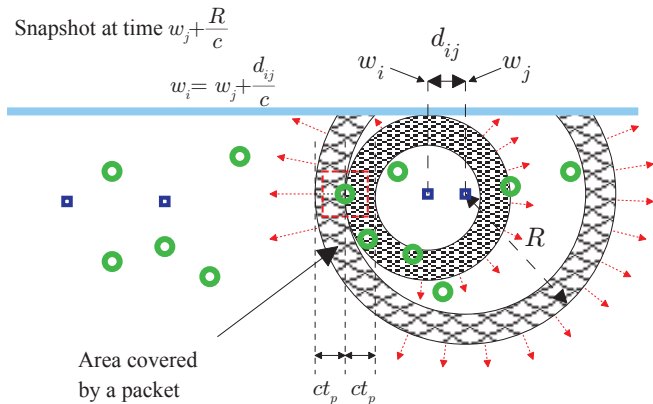 Snapshot at time w_j + R/c
w_i = w_j + d_ij/c
d_ij
w_i w_j
R
Area covered
by a packet
ct_p ct_p